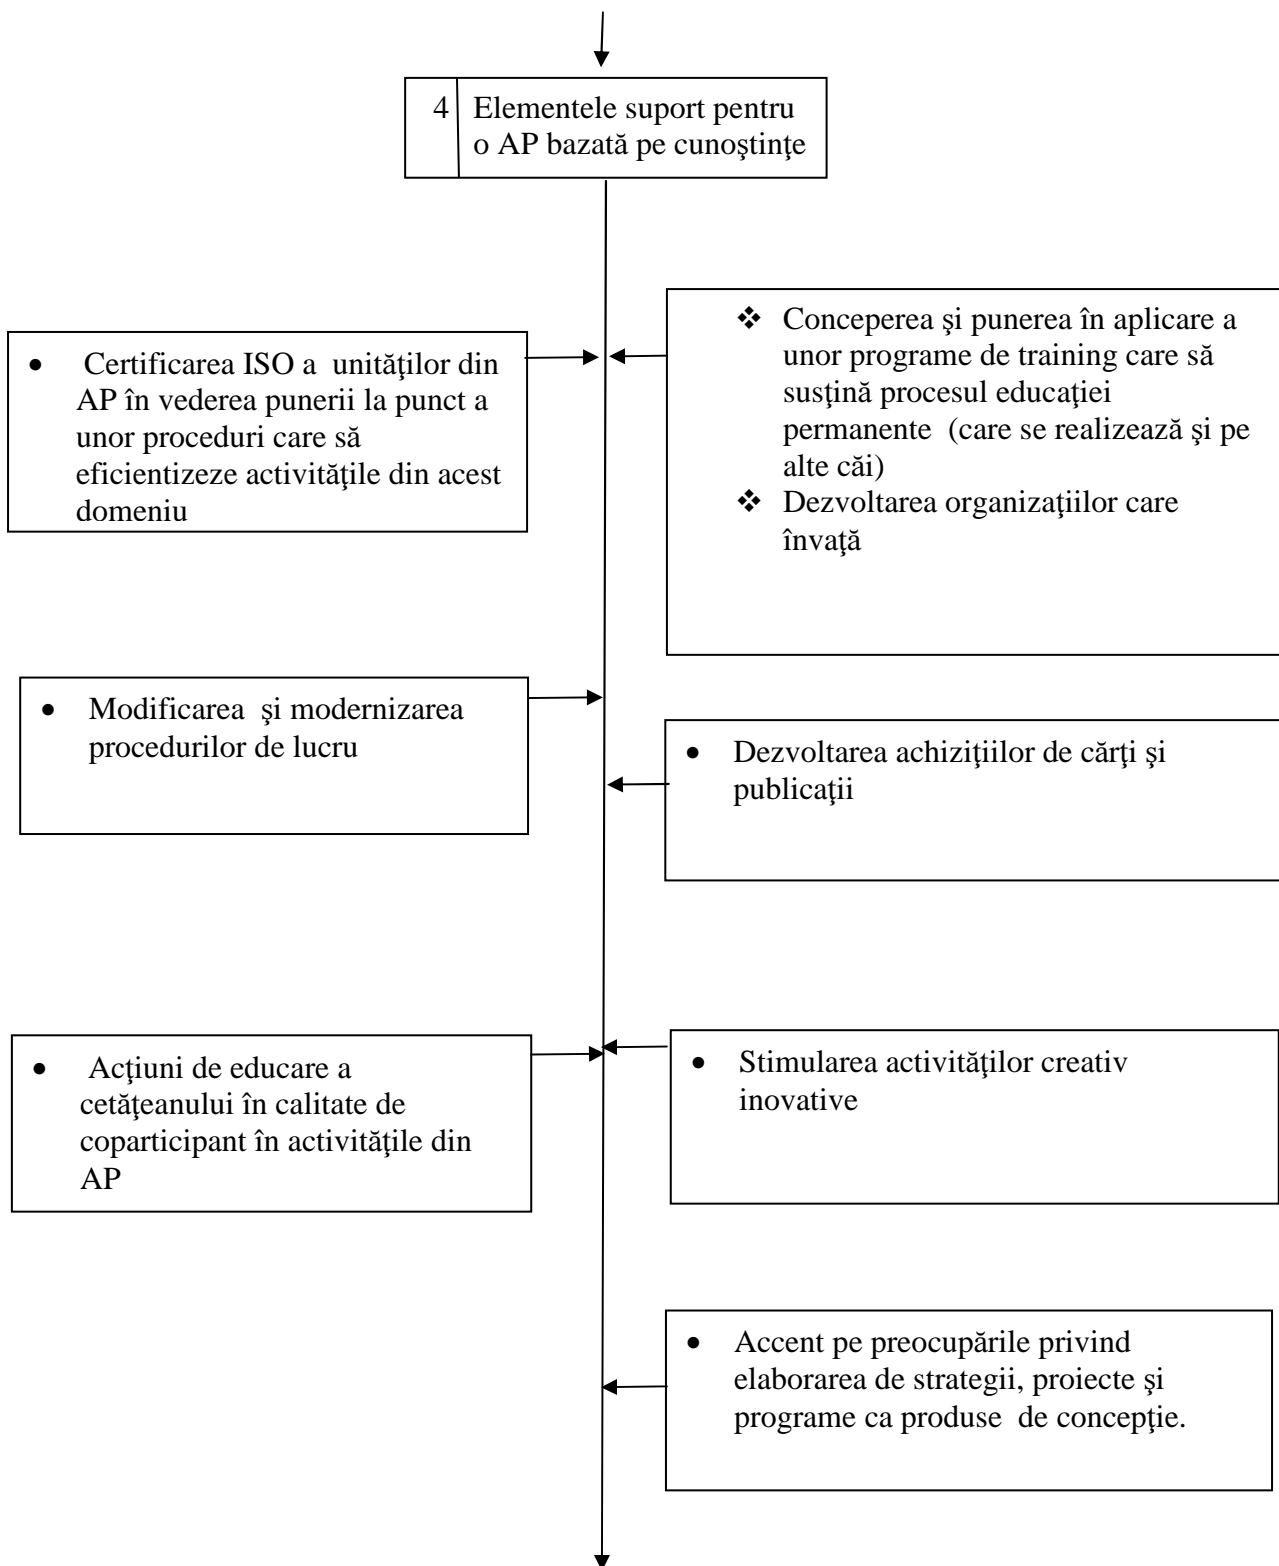 4 Elementele suport pentru
o AP bazată pe cunoştinţe
• Certificarea ISO a unităţilor din
AP în vederea punerii la punct a
unor proceduri care să
eficientizeze activităţile din acest
domeniu
❖ Conceperea şi punerea în aplicare a
unor programe de training care să
susţină procesul educaţiei
permanente (care se realizează şi pe
alte căi)
❖ Dezvoltarea organizaţiilor care
învaţă
• Modificarea şi modernizarea
procedurilor de lucru
• Dezvoltarea achiziţiilor de cărţi şi
publicaţii
• Acţiuni de educare a
cetăţeanului în calitate de
coparticipant în activităţile din
AP
• Stimularea activităţilor creativ
inovative
• Accent pe preocupările privind
elaborarea de strategii, proiecte şi
programe ca produse de concepţie.